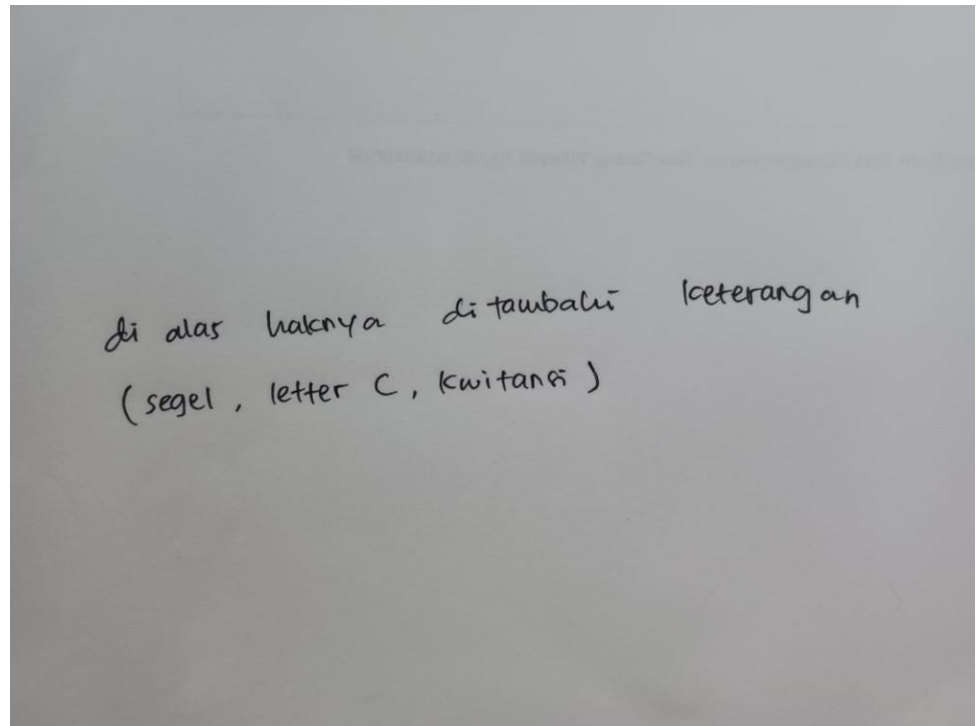 di alas haknya ditambahi keterangan
(segel, letter C, kwitansi)